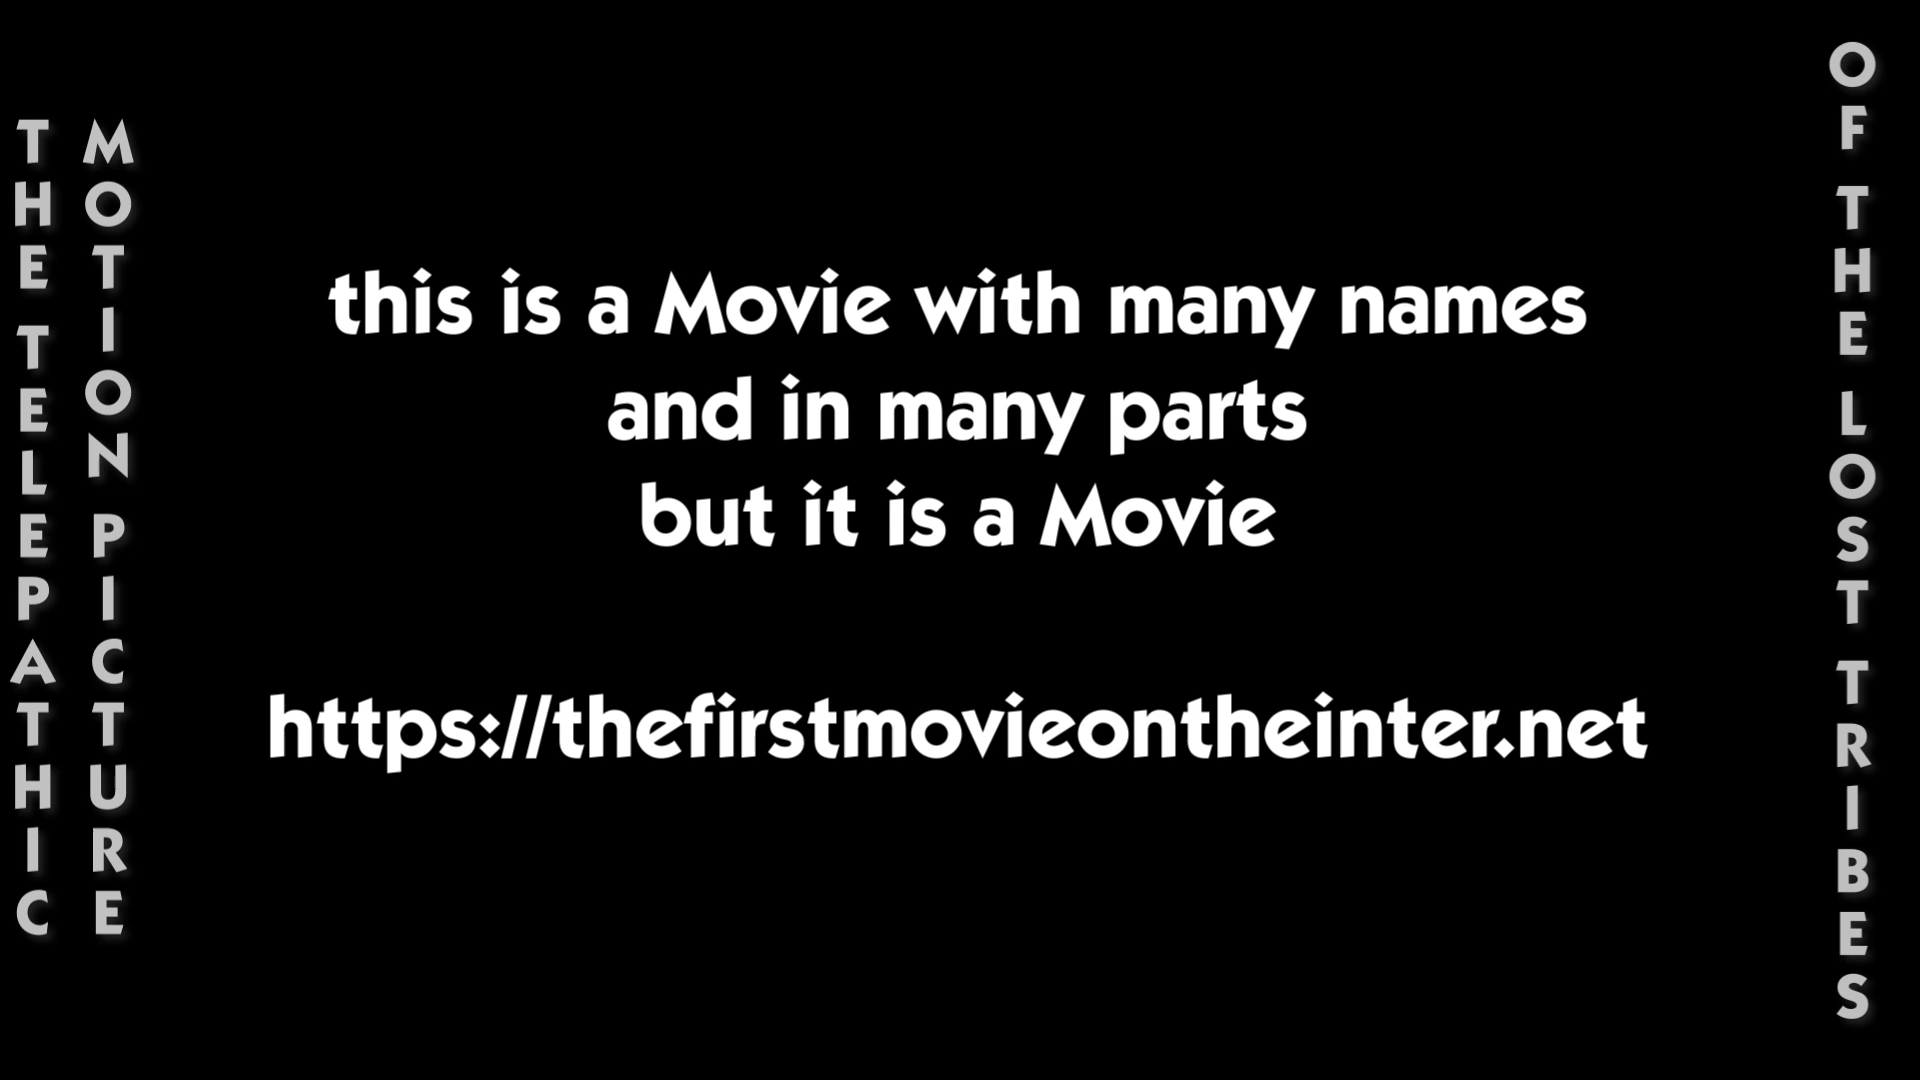 THE TELEPATHIC
MOTION PICTURE
this is a Movie with many names
and in many parts
but it is a Movie
https://thefirstmovieontheinter.net
OF THE LOST TRIBES